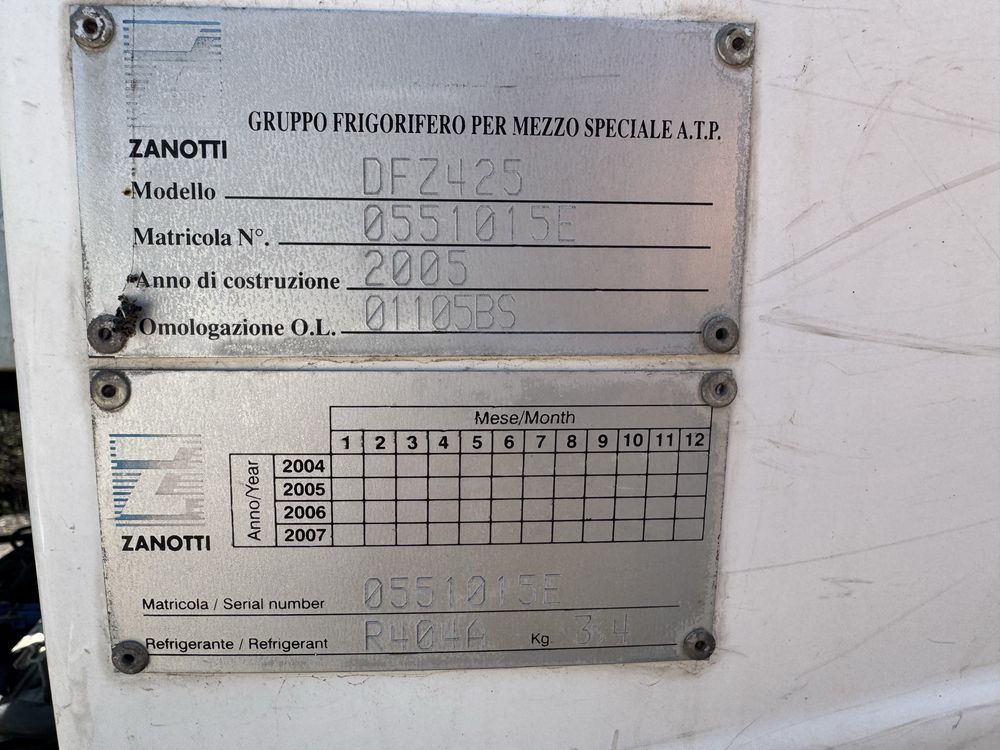 GRUPPO FRIGORIFERO PER MEZZO SPECIALE A.T.P.
ZANOTTI
Modello DFZ425
Matricola N°. 0551015E
Anno di costruzione 2005
Omologazione O.L. 01105BS
Mese/Month
1 2 3 4 5 6 7 8 9 10 11 12
Anno/Year
2004
2005
2006
2007
ZANOTTI
Matricola / Serial number 0551015E
Refrigerante / Refrigerant R404A Kg 3.4